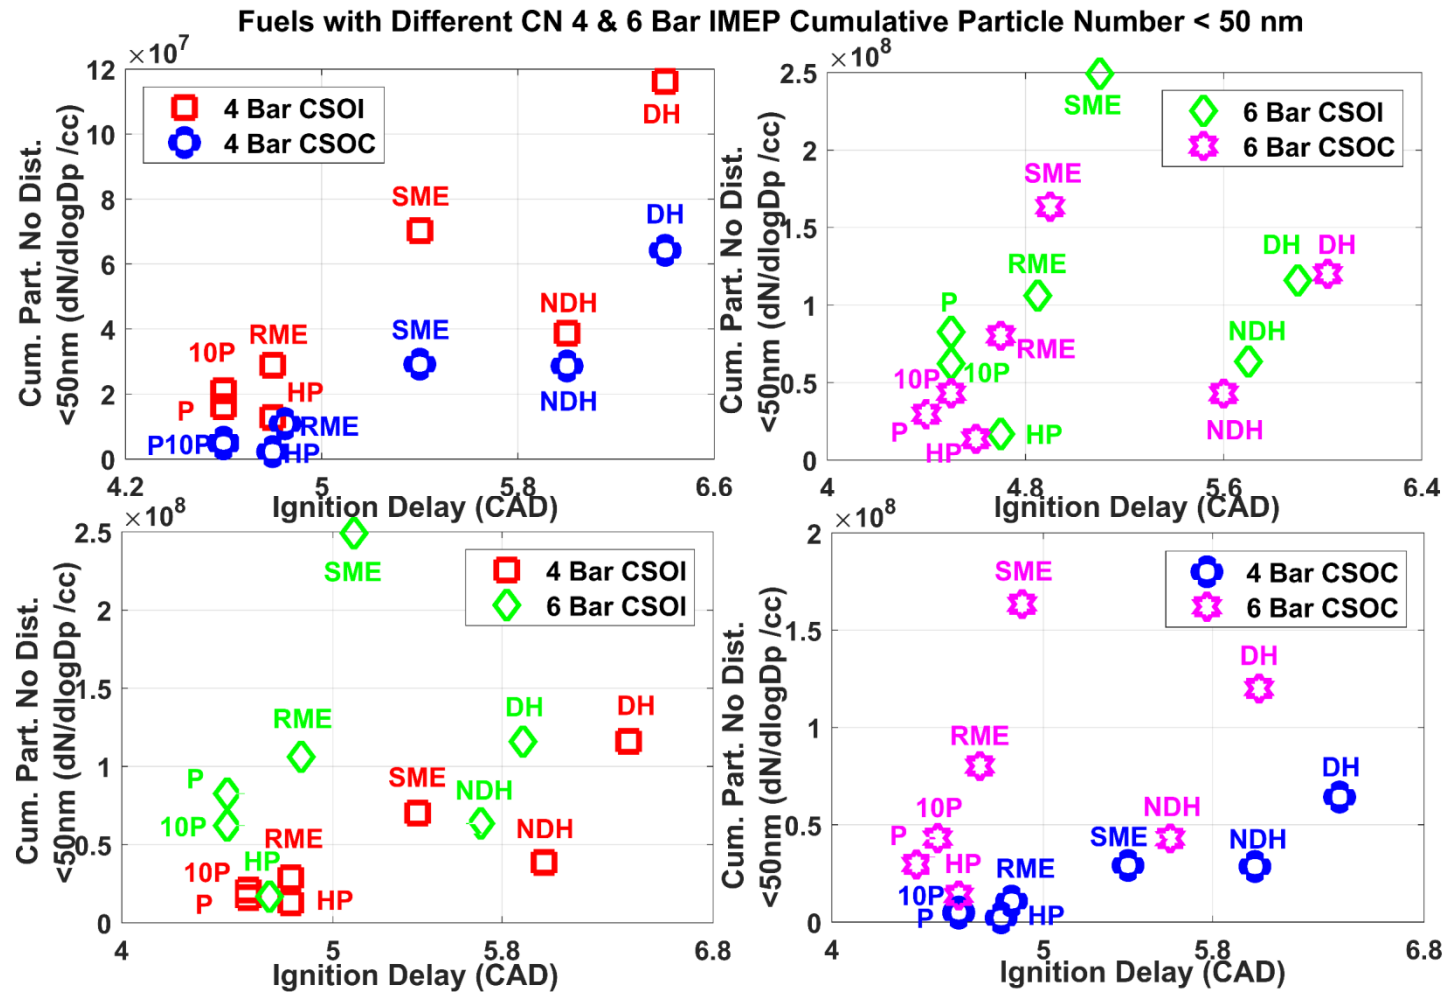 Fuels with Different CN 4 & 6 Bar IMEP Cumulative Particle Number < 50 nm
×10^7
12
10
8
6
4
2
0
4.2
5
5.8
6.6
Cum. Part. No Dist.
<50nm (dN/dlogDp /cc)
Ignition Delay (CAD)
4 Bar CSOI
4 Bar CSOC
DH
SME
DH
NDH
SME
RME
10P
NDH
HP
P
RME
P10P
HP
×10^8
2.5
2
1.5
1
0.5
0
4
4.8
5.6
6.4
Cum. Part. No Dist.
<50nm (dN/dlogDp /cc)
Ignition Delay (CAD)
6 Bar CSOI
6 Bar CSOC
SME
SME
RME
DH
DH
P
RME
NDH
10P
10P
P
HP
NDH
HP
×10^8
2.5
2
1.5
1
0.5
0
4
5
5.8
6.8
Cum. Part. No Dist.
<50nm (dN/dlogDp /cc)
Ignition Delay (CAD)
4 Bar CSOI
6 Bar CSOI
SME
RME
DH
DH
P
SME
NDH
10P
RME
NDH
HP
10P
P
HP
×10^8
2
1.5
1
0.5
0
4
5
5.8
6.8
Cum. Part. No Dist.
<50nm (dN/dlogDp /cc)
Ignition Delay (CAD)
4 Bar CSOC
6 Bar CSOC
SME
DH
RME
DH
10P
NDH
P
SME
NDH
HP
RME
10P
P
HP